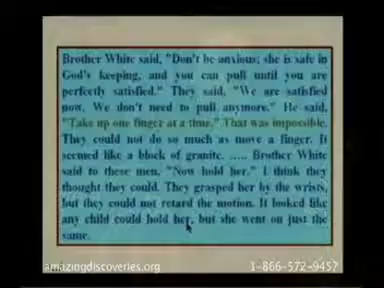 Brother White said, "Don't be anxious; she is safe in
God's keeping, and you can pull until you are
perfectly satisfied." They said, "We are satisfied
now. We don't need to pull anymore." He said,
"Take up one finger at a time." That was impossible.
They could not do so much as move a finger. It
seemed like a block of granite. ..... Brother White
said to these men, "Now hold her." I think they
thought they could. They grasped her by the wrists,
but they could not retard the motion. It looked like
any child could hold her, but she went on just the
same.
amazingdiscoveries.org 1-866-572-9457